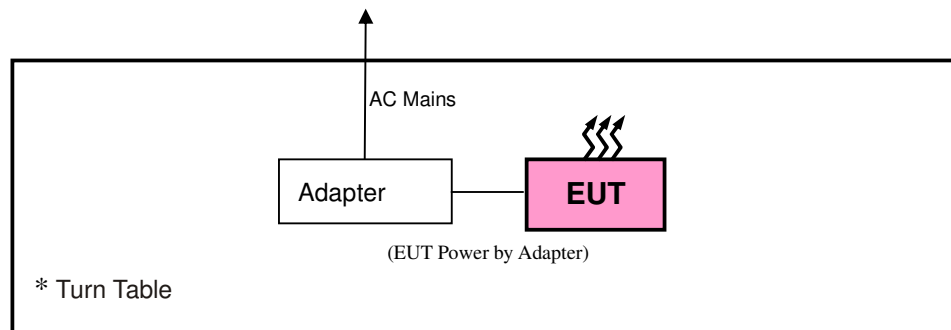 AC Mains
Adapter
EUT
(EUT Power by Adapter)
* Turn Table